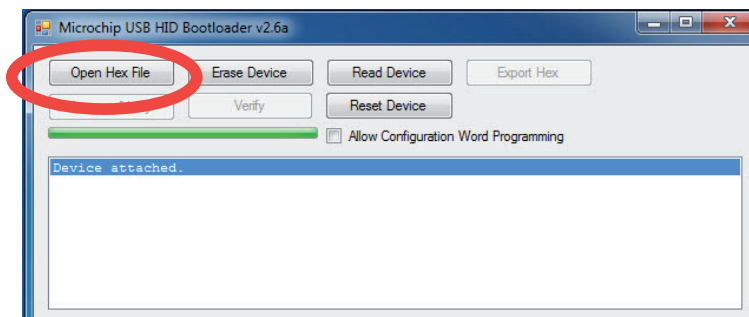 Microchip USB HID Bootloader v2.6a
Open Hex File Erase Device Read Device Export Hex
Verify Reset Device
Allow Configuration Word Programming
Device attached.